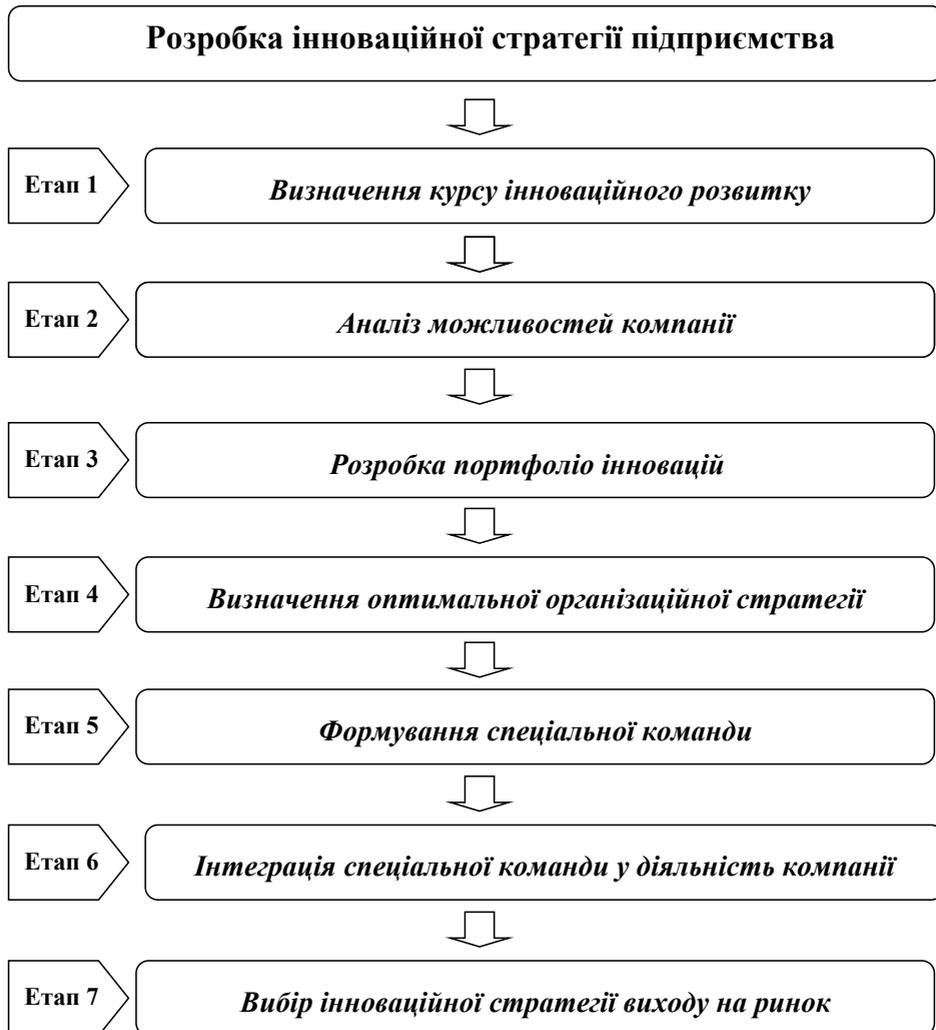 Розробка інноваційної стратегії підприємства
Етап 1
Визначення курсу інноваційного розвитку
Етап 2
Аналіз можливостей компанії
Етап 3
Розробка портфоліо інновацій
Етап 4
Визначення оптимальної організаційної стратегії
Етап 5
Формування спеціальної команди
Етап 6
Інтеграція спеціальної команди у діяльність компанії
Етап 7
Вибір інноваційної стратегії виходу на ринок